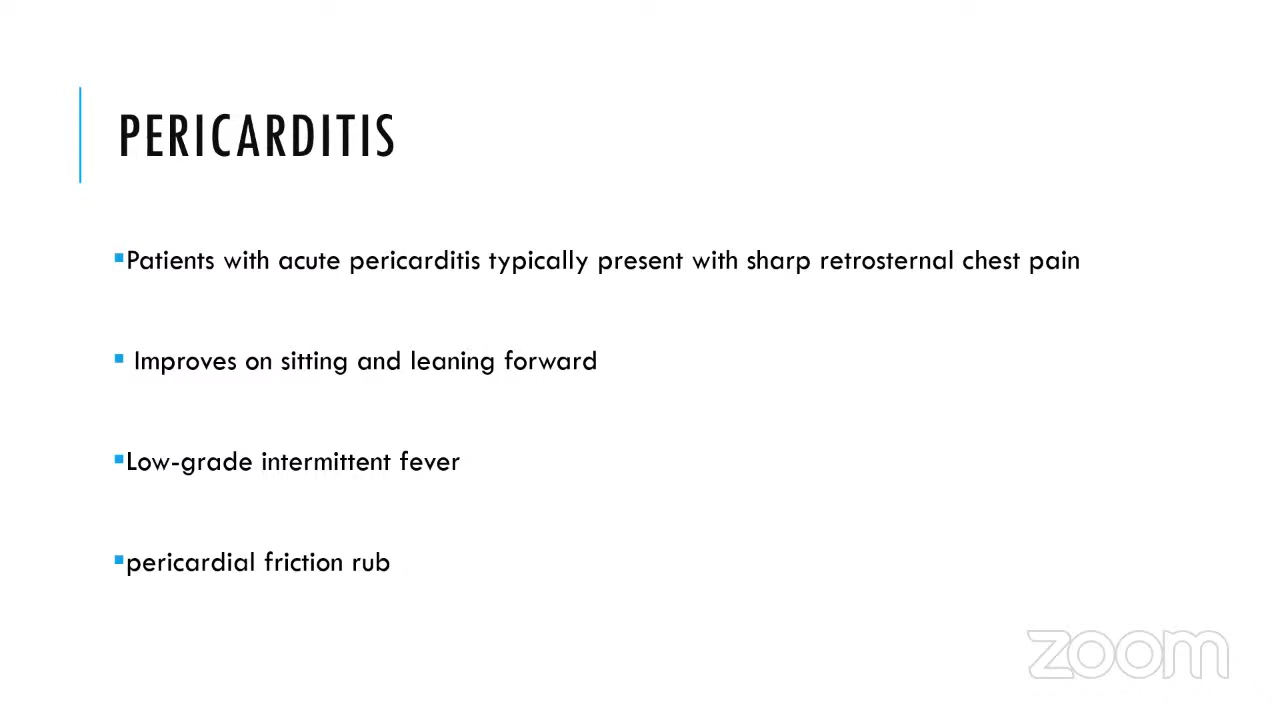 PERICARDITIS
▪Patients with acute pericarditis typically present with sharp retrosternal chest pain
▪ Improves on sitting and leaning forward
▪Low-grade intermittent fever
▪pericardial friction rub
zoom